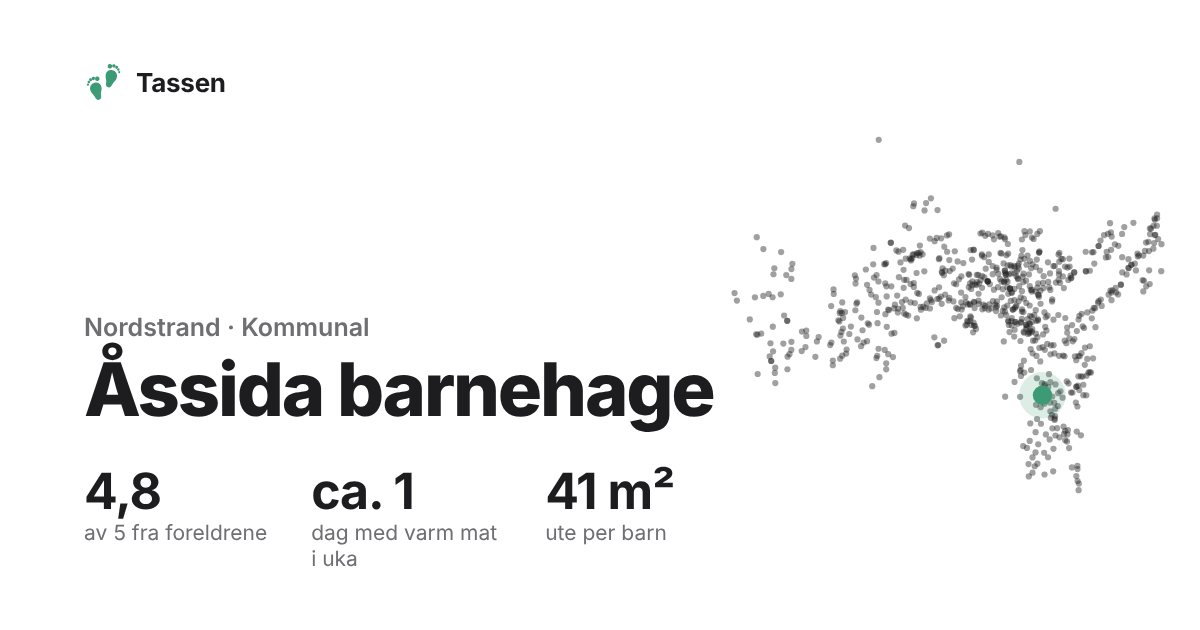 Tassen
Nordstrand · Kommunal
Åssida barnehage
4,8
av 5 fra foreldrene
ca. 1
dag med varm mat
i uka
41 m²
ute per barn